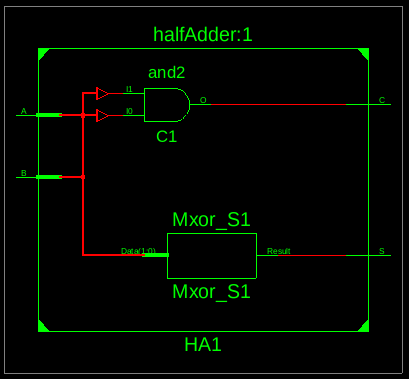 halfAdder:1
and2
I1
O
C
A
I0
C1
B
Mxor_S1
Data(1:0)
Result
S
Mxor_S1
HA1